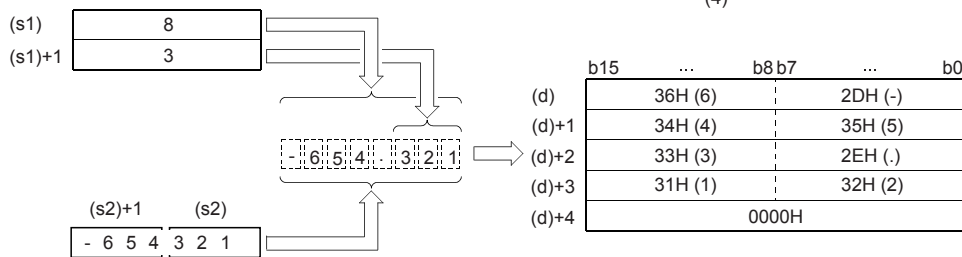 (4)
(s1) 8
(s1)+1 3
- 6 5 4 . 3 2 1
(s2)+1 (s2)
- 6 5 4 3 2 1
b15 ... b8 b7 ... b0
(d) 36H (6) 2DH (-)
(d)+1 34H (4) 35H (5)
(d)+2 33H (3) 2EH (.)
(d)+3 31H (1) 32H (2)
(d)+4 0000H